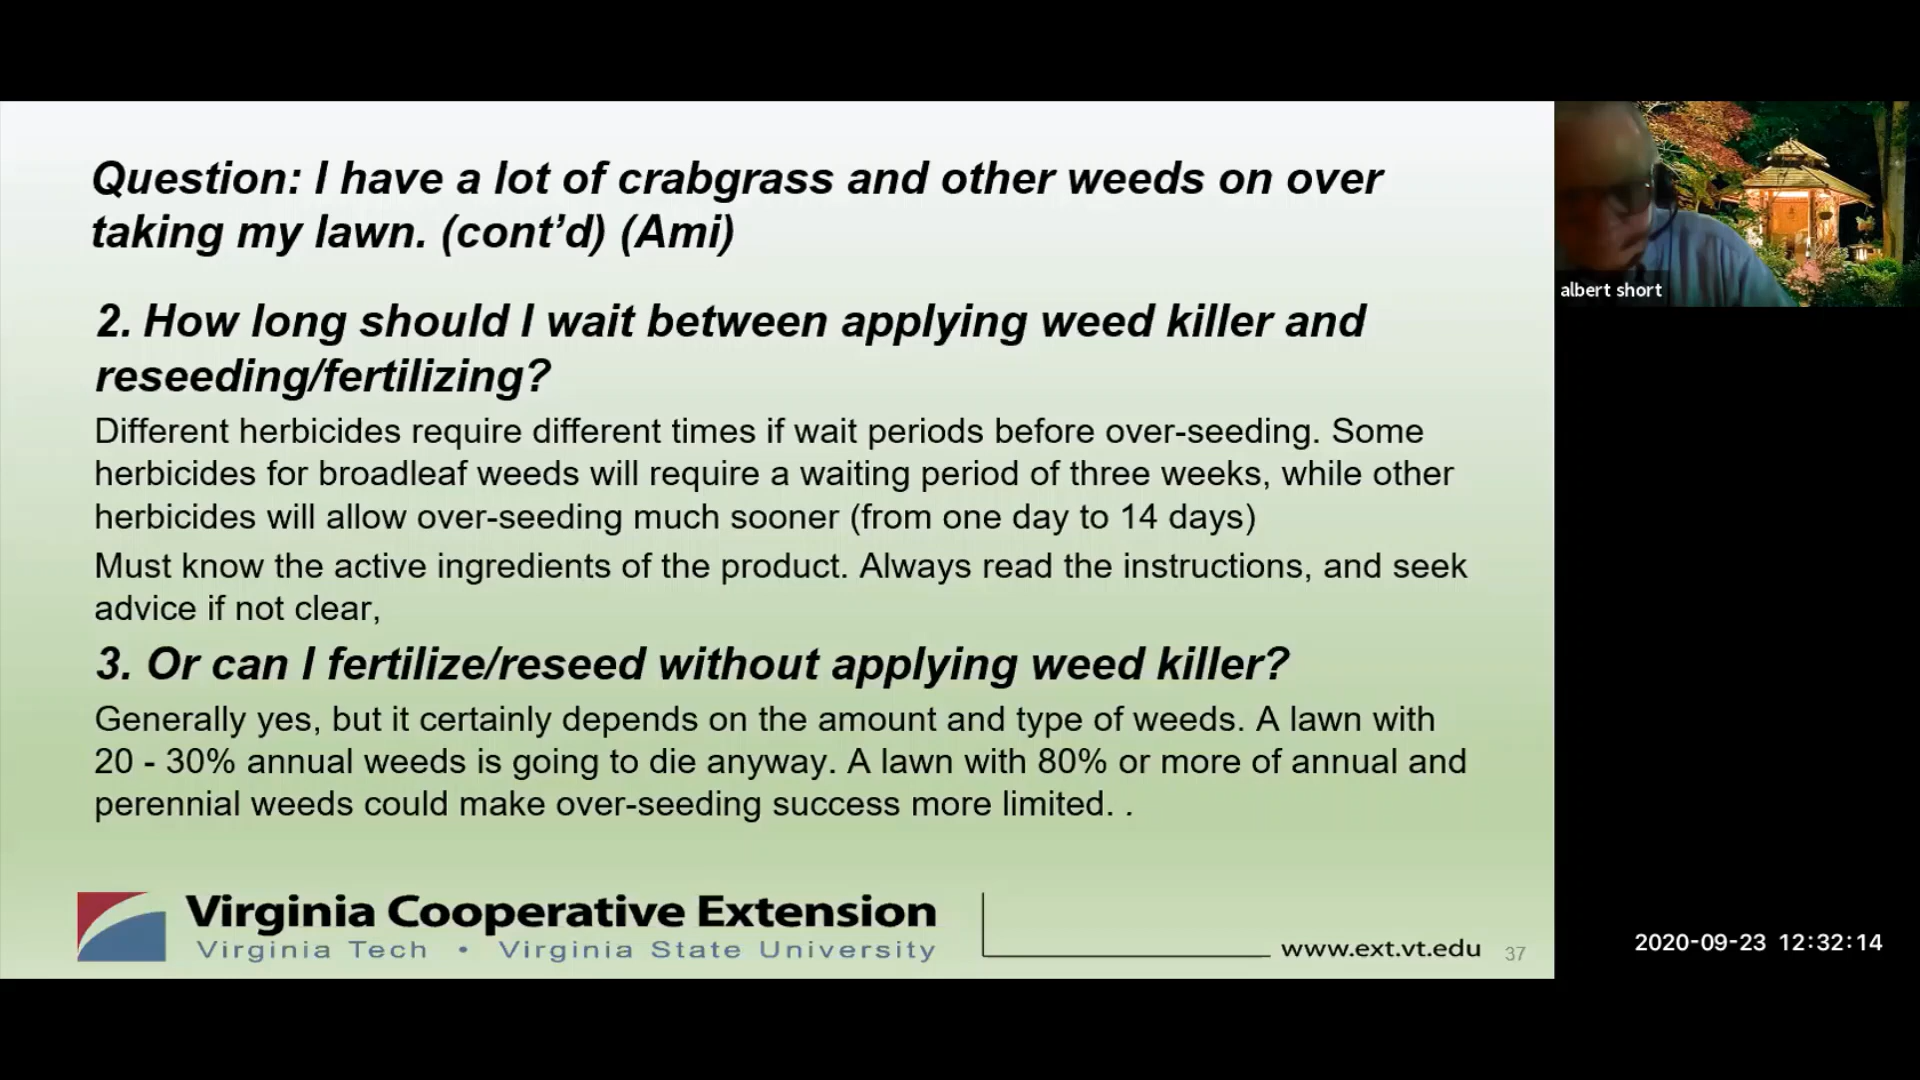 Question: I have a lot of crabgrass and other weeds on over
taking my lawn. (cont’d) (Ami)
2. How long should I wait between applying weed killer and
reseeding/fertilizing?
Different herbicides require different times if wait periods before over-seeding. Some
herbicides for broadleaf weeds will require a waiting period of three weeks, while other
herbicides will allow over-seeding much sooner (from one day to 14 days)
Must know the active ingredients of the product. Always read the instructions, and seek
advice if not clear,
3. Or can I fertilize/reseed without applying weed killer?
Generally yes, but it certainly depends on the amount and type of weeds. A lawn with
20 - 30% annual weeds is going to die anyway. A lawn with 80% or more of annual and
perennial weeds could make over-seeding success more limited. .
Virginia Cooperative Extension
Virginia Tech • Virginia State University
www.ext.vt.edu
37
albert short
2020-09-23 12:32:14